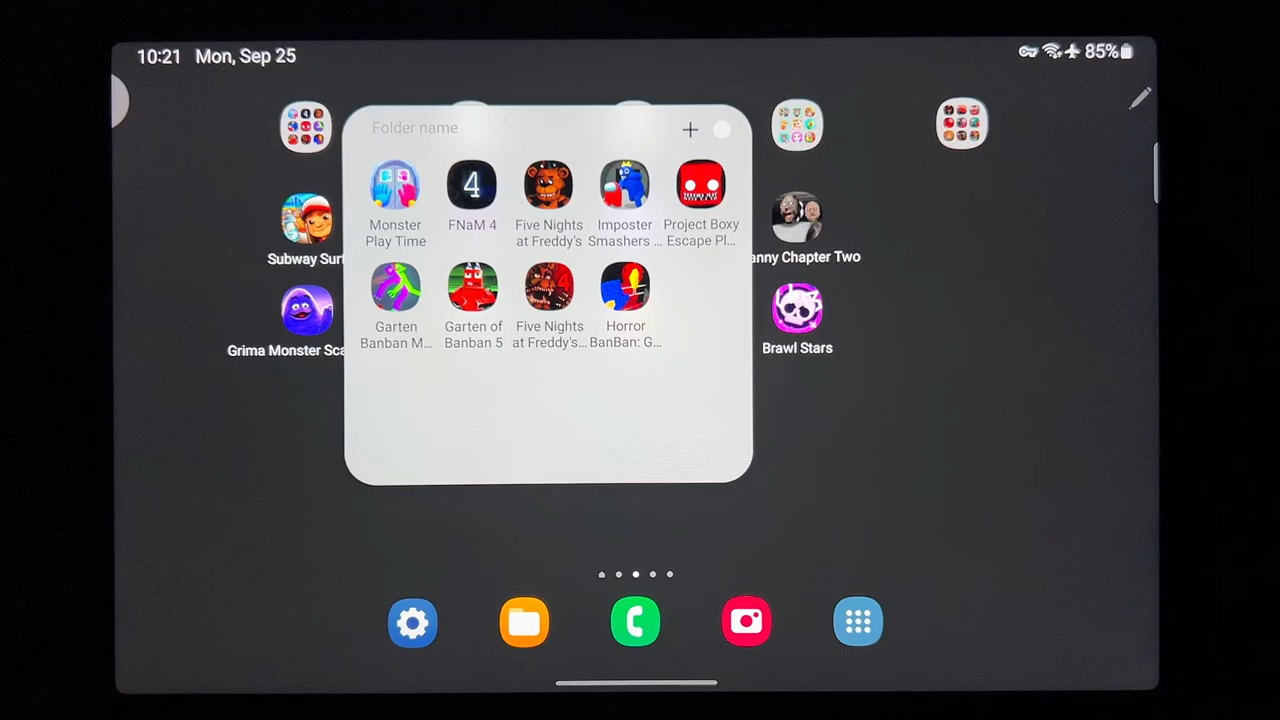 10:21 Mon, Sep 25
85%
Folder name
Monster Play Time
FNaM 4
Five Nights at Freddy's
Imposter Smashers ...
Project Boxy Escape Pl...
Subway Surf
anny Chapter Two
Garten Banban M...
Garten of Banban 5
Five Nights at Freddy's...
Horror BanBan: G...
Grima Monster Sca
Brawl Stars